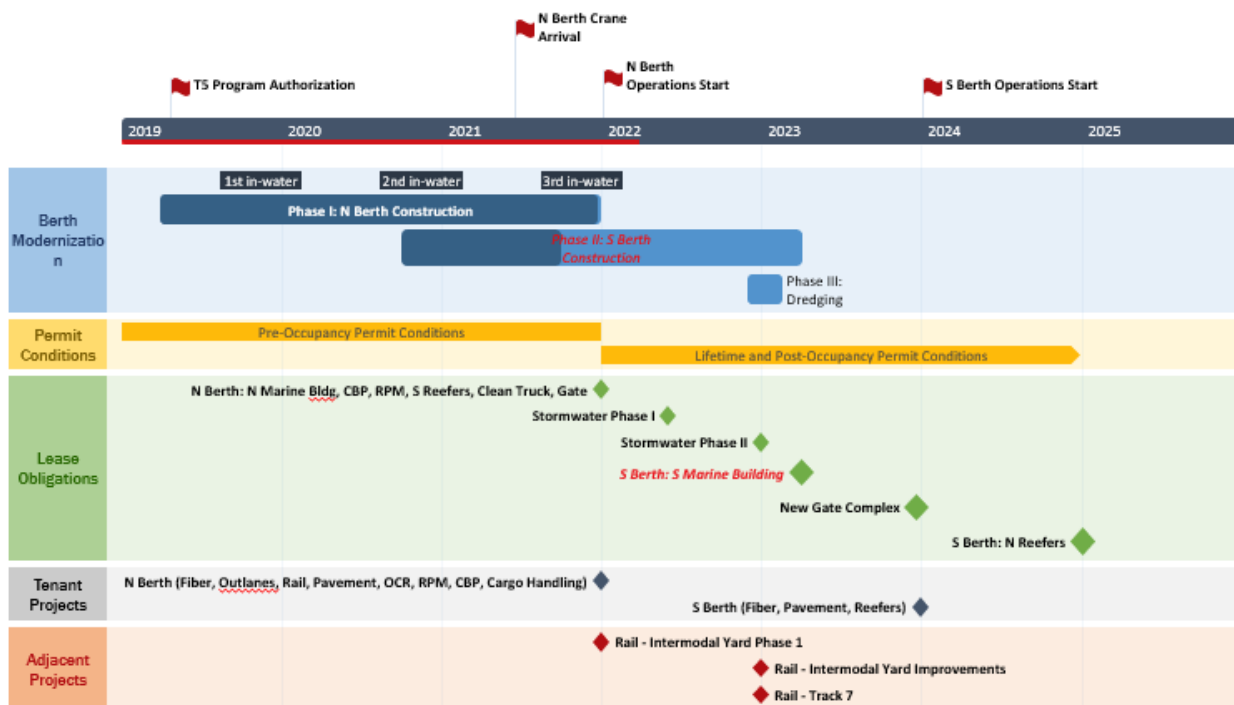 N Berth Crane
Arrival
N Berth
Operations Start
T5 Program Authorization
S Berth Operations Start
2019 2020 2021 2022 2023 2024 2025
1st in-water 2nd in-water 3rd in-water
Phase I: N Berth Construction
Berth
Modernizatio
n
Phase II: S Berth
Construction
Phase III:
Dredging
Permit
Conditions
Pre-Occupancy Permit Conditions
Lifetime and Post-Occupancy Permit Conditions
Lease
Obligations
N Berth: N Marine Bldg, CBP, RPM, S Reefers, Clean Truck, Gate
Stormwater Phase I
Stormwater Phase II
S Berth: S Marine Building
New Gate Complex
S Berth: N Reefers
Tenant
Projects
N Berth (Fiber, Outlanes, Rail, Pavement, OCR, RPM, CBP, Cargo Handling)
S Berth (Fiber, Pavement, Reefers)
Adjacent
Projects
Rail - Intermodal Yard Phase 1
Rail - Intermodal Yard Improvements
Rail - Track 7